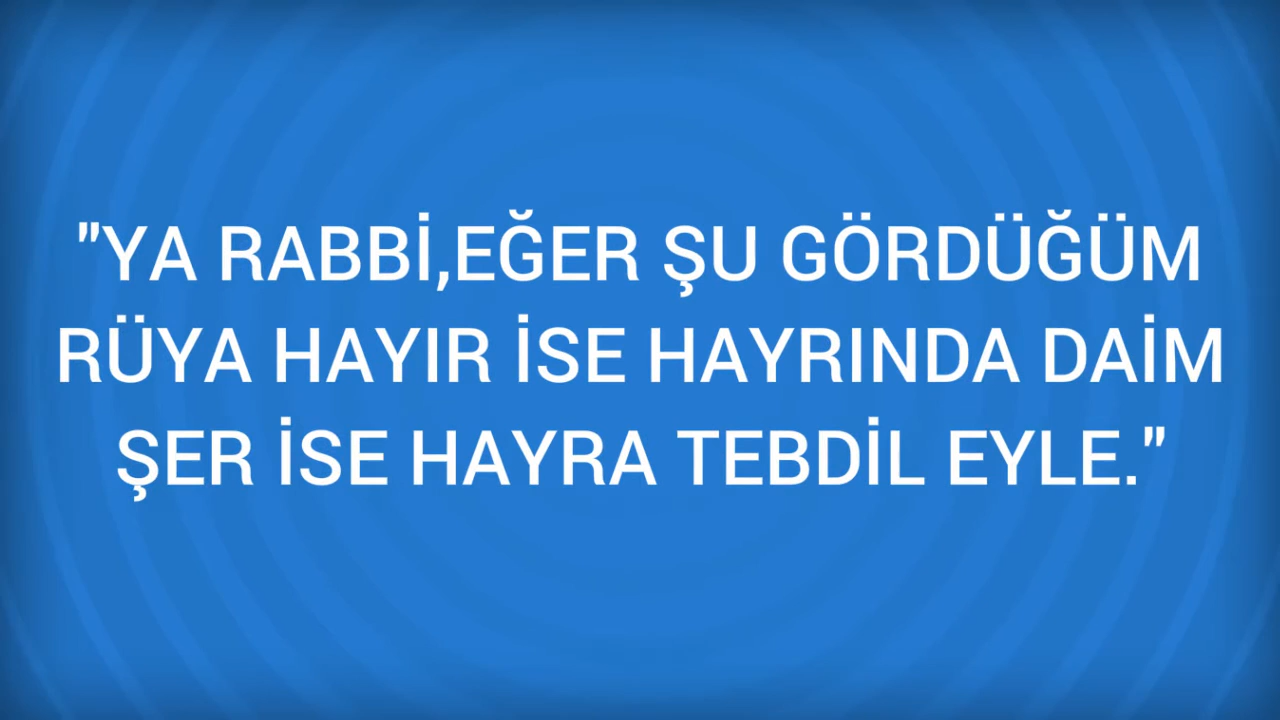 "YA RABBİ,EĞER ŞU GÖRDÜĞÜM
RÜYA HAYIR İSE HAYRINDA DAİM
ŞER İSE HAYRA TEBDİL EYLE."